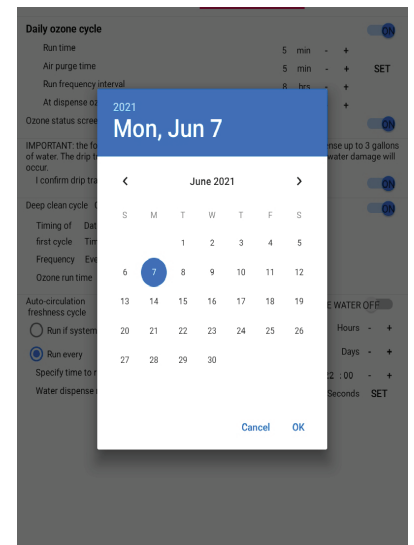 Daily ozone cycle ON
Run time 5 min - +
Air purge time 5 min - + SET
Run frequency interval 8 hrs - +
At dispense oz +
Ozone status scree ON
IMPORTANT: the fo nse up to 3 gallons
of water. The drip tr water damage will
occur.
I confirm drip tra ON
Deep clean cycle ON
Timing of Dat
first cycle Tim
Frequency Eve
Ozone run time
Auto-circulation
freshness cycle E WATER OFF
Run if system Hours - +
Run every Days - +
Specify time to r 22 : 00 - +
Water dispense Seconds SET
2021
Mon, Jun 7
June 2021
S M T W T F S
1 2 3 4 5
6 7 8 9 10 11 12
13 14 15 16 17 18 19
20 21 22 23 24 25 26
27 28 29 30
Cancel OK